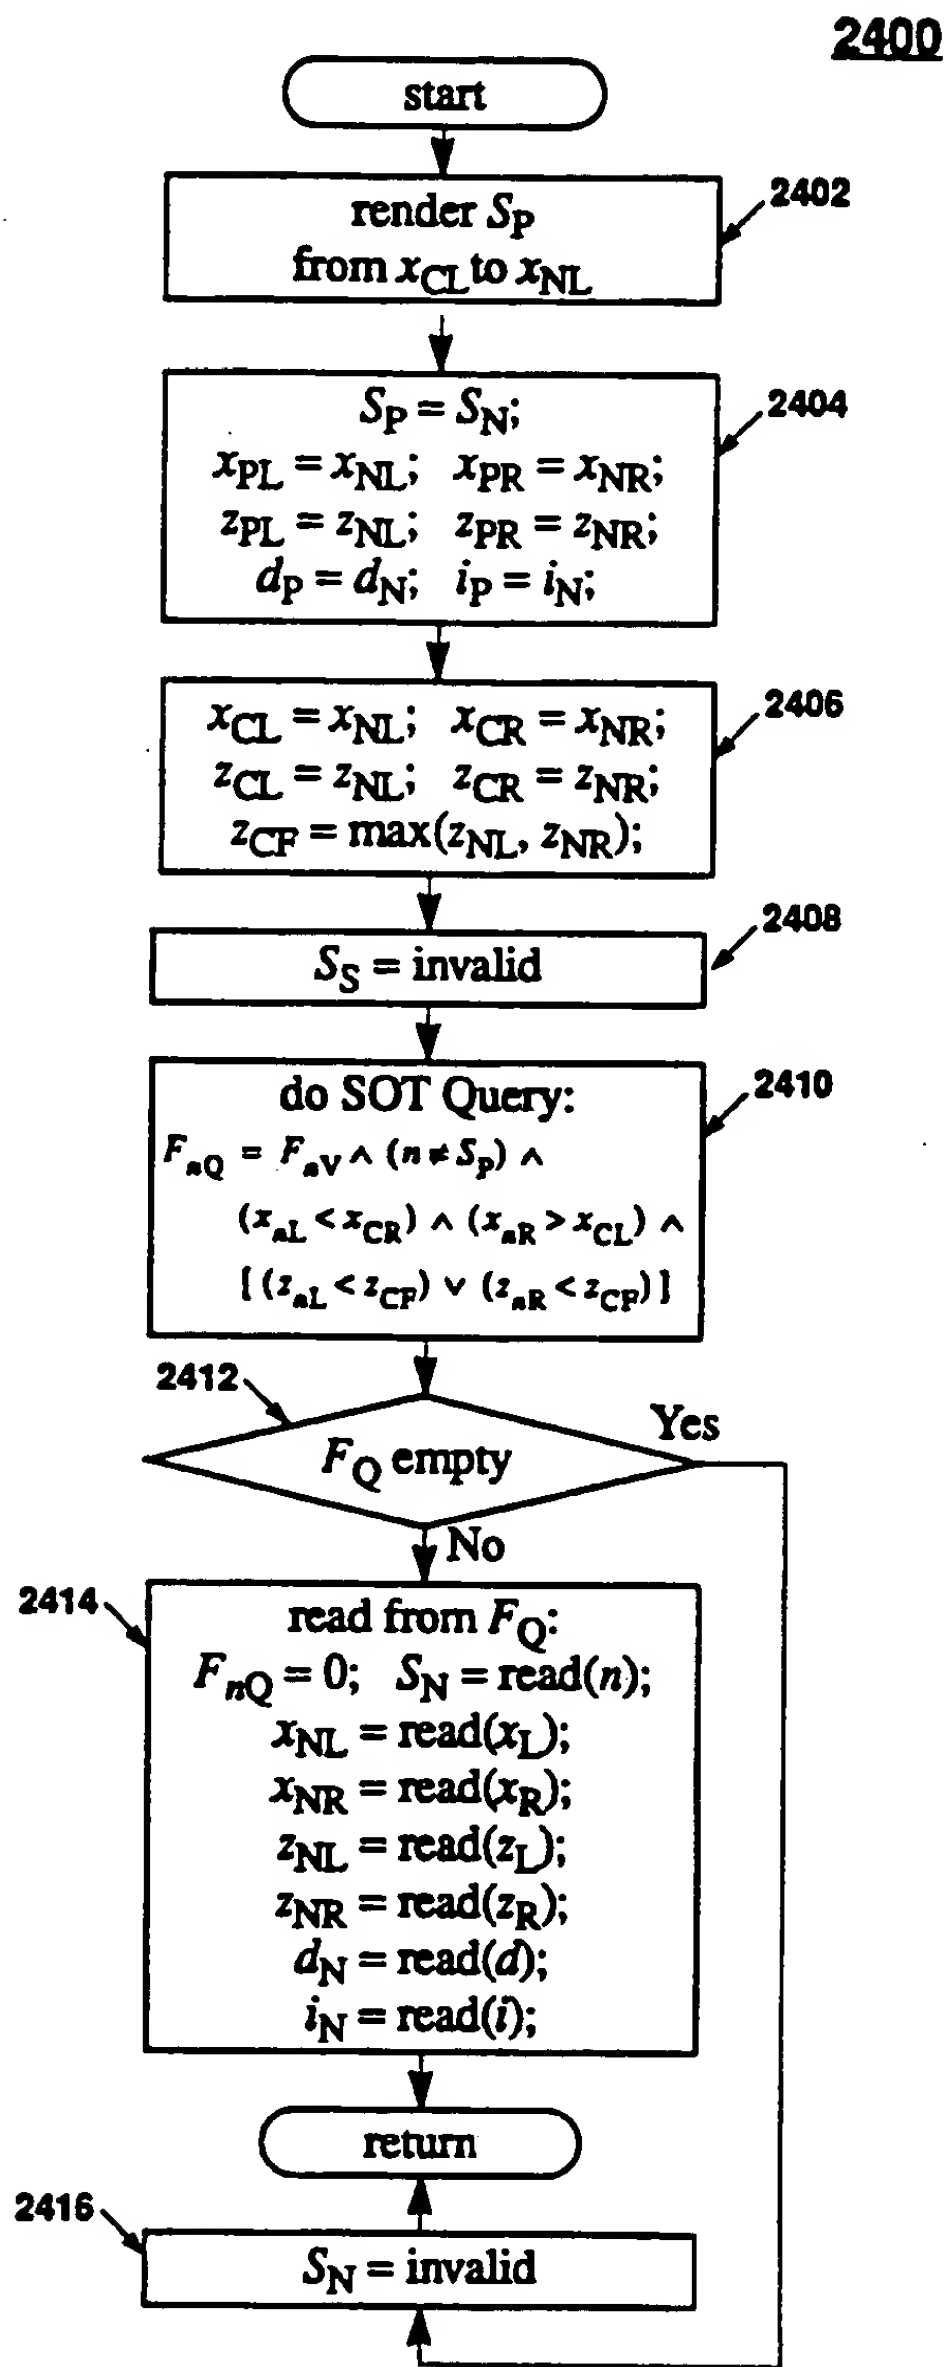 2400
start
2402
render S_P
from x_CL to x_NL
2404
S_P = S_N;
x_PL = x_NL; x_PR = x_NR;
z_PL = z_NL; z_PR = z_NR;
d_P = d_N; i_P = i_N;
2406
x_CL = x_NL; x_CR = x_NR;
z_CL = z_NL; z_CR = z_NR;
z_CF = max(z_NL, z_NR);
2408
S_S = invalid
2410
do SOT Query:
F_nQ = F_nV ∧ (n ≠ S_P) ∧
(x_nL < x_CR) ∧ (x_nR > x_CL) ∧
[(z_nL < z_CF) ∨ (z_nR < z_CF)]
2412
F_Q empty
Yes
No
2414
read from F_Q:
F_nQ = 0; S_N = read(n);
x_NL = read(x_L);
x_NR = read(x_R);
z_NL = read(z_L);
z_NR = read(z_R);
d_N = read(d);
i_N = read(i);
return
2416
S_N = invalid